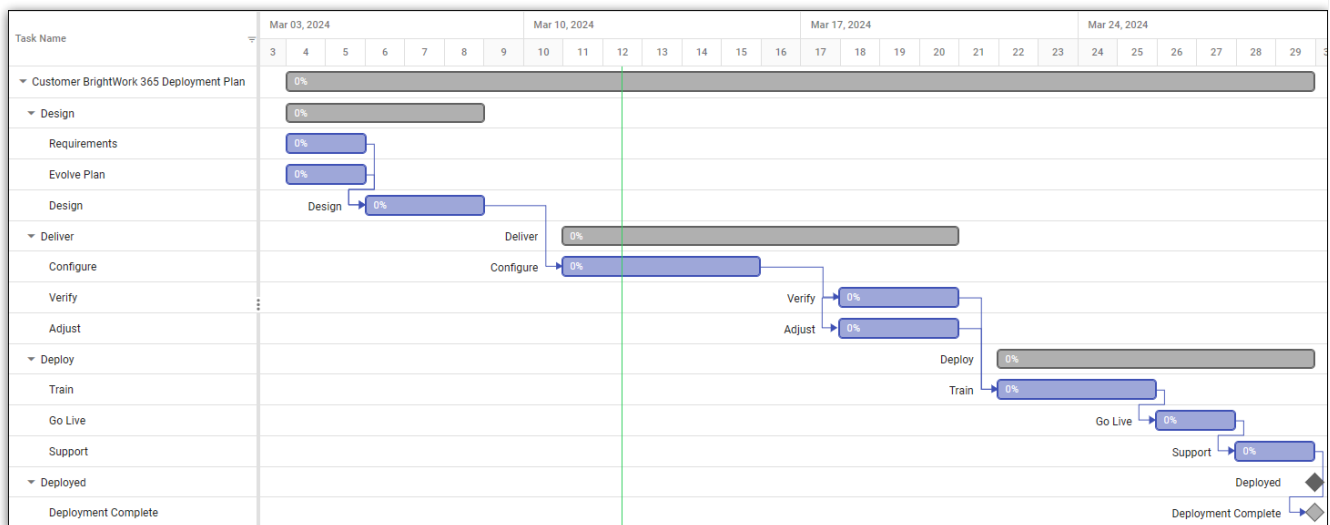 Task Name
Mar 03, 2024 Mar 10, 2024 Mar 17, 2024 Mar 24, 2024
3 4 5 6 7 8 9 10 11 12 13 14 15 16 17 18 19 20 21 22 23 24 25 26 27 28 29
Customer BrightWork 365 Deployment Plan 0%
Design 0%
Requirements 0%
Evolve Plan 0%
Design Design 0%
Deliver Deliver 0%
Configure Configure 0%
Verify Verify 0%
Adjust Adjust 0%
Deploy Deploy 0%
Train Train 0%
Go Live Go Live 0%
Support Support 0%
Deployed Deployed
Deployment Complete Deployment Complete